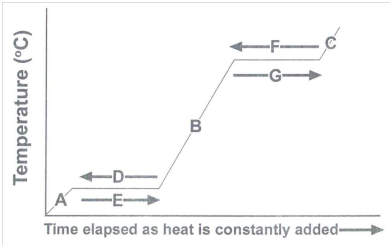 Temperature (°C)
F
C
G
B
D
A
E
Time elapsed as heat is constantly added